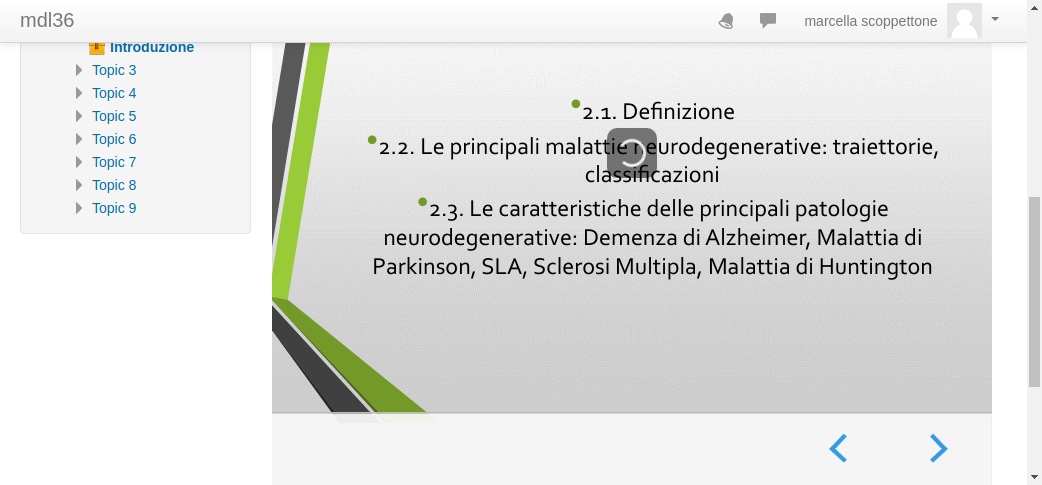 mdl36
marcella scoppettone
Introduzione
Topic 3
Topic 4
Topic 5
Topic 6
Topic 7
Topic 8
Topic 9
•2.1. Definizione
•2.2. Le principali malattie neurodegenerative: traiettorie,
classificazioni
•2.3. Le caratteristiche delle principali patologie
neurodegenerative: Demenza di Alzheimer, Malattia di
Parkinson, SLA, Sclerosi Multipla, Malattia di Huntington